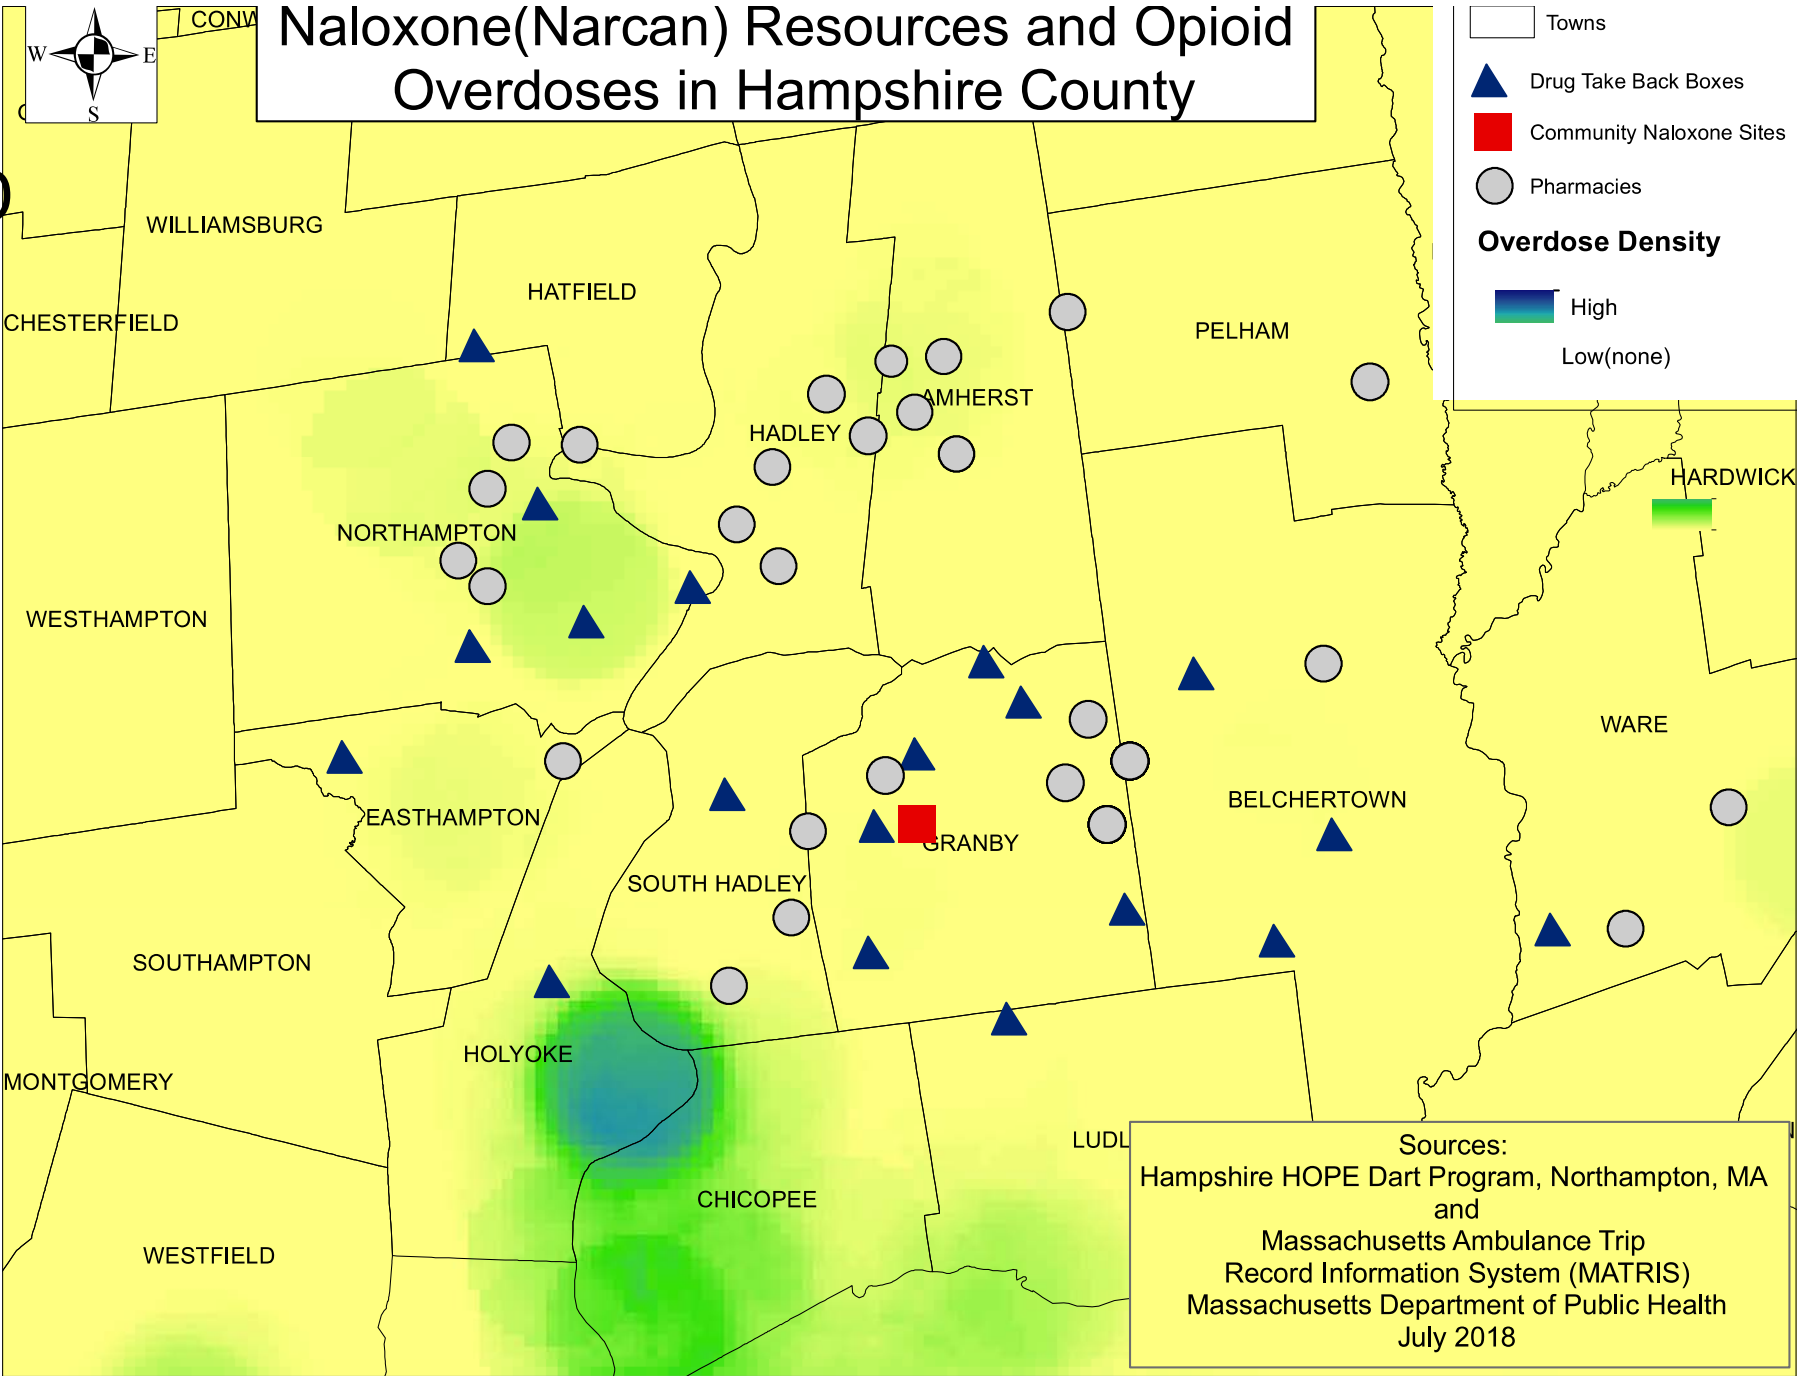 Naloxone(Narcan) Resources and Opioid
Overdoses in Hampshire County
W E
S
Towns
Drug Take Back Boxes
Community Naloxone Sites
Pharmacies
Overdose Density
High
Low(none)
WILLIAMSBURG
HATFIELD
CHESTERFIELD
PELHAM
AMHERST
HADLEY
HARDWICK
NORTHAMPTON
WESTHAMPTON
WARE
BELCHERTOWN
EASTHAMPTON
GRANBY
SOUTH HADLEY
SOUTHAMPTON
HOLYOKE
MONTGOMERY
LUDL
CHICOPEE
WESTFIELD
Sources:
Hampshire HOPE Dart Program, Northampton, MA
and
Massachusetts Ambulance Trip
Record Information System (MATRIS)
Massachusetts Department of Public Health
July 2018